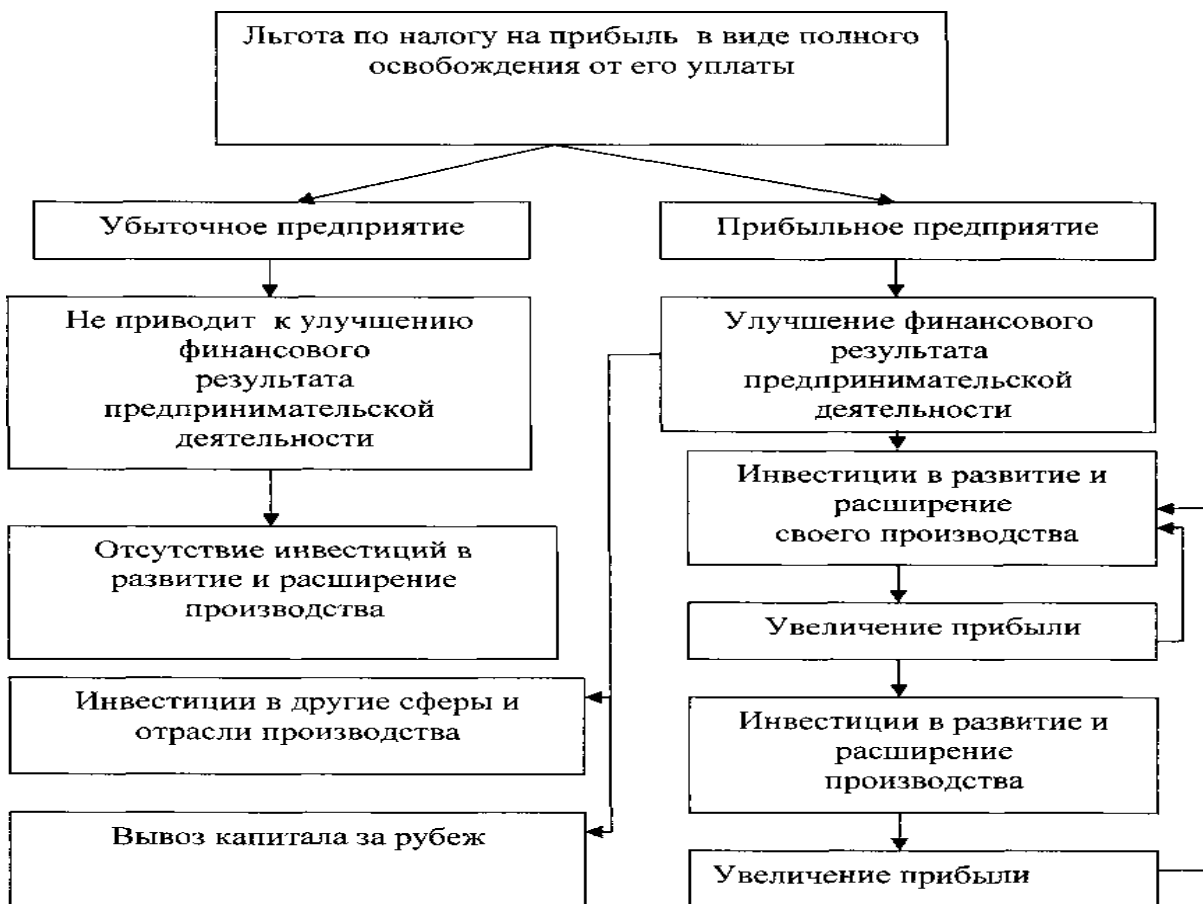 Льгота по налогу на прибыль в виде полного
освобождения от его уплаты
Убыточное предприятие
Прибыльное предприятие
Не приводит к улучшению
финансового
результата
предпринимательской
деятельности
Улучшение финансового
результата
предпринимательской
деятельности
Инвестиции в развитие и
расширение
своего производства
Отсутствие инвестиций в
развитие и расширение
производства
Увеличение прибыли
Инвестиции в другие сферы и
отрасли производства
Инвестиции в развитие и
расширение
производства
Вывоз капитала за рубеж
Увеличение прибыли